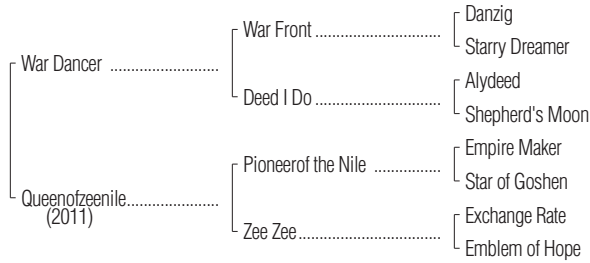 Danzig
War Front
Starry Dreamer
War Dancer
Alydeed
Deed I Do
Shepherd's Moon
Empire Maker
Pioneerof the Nile
Star of Goshen
Queenofzeenile
(2011)
Exchange Rate
Zee Zee
Emblem of Hope